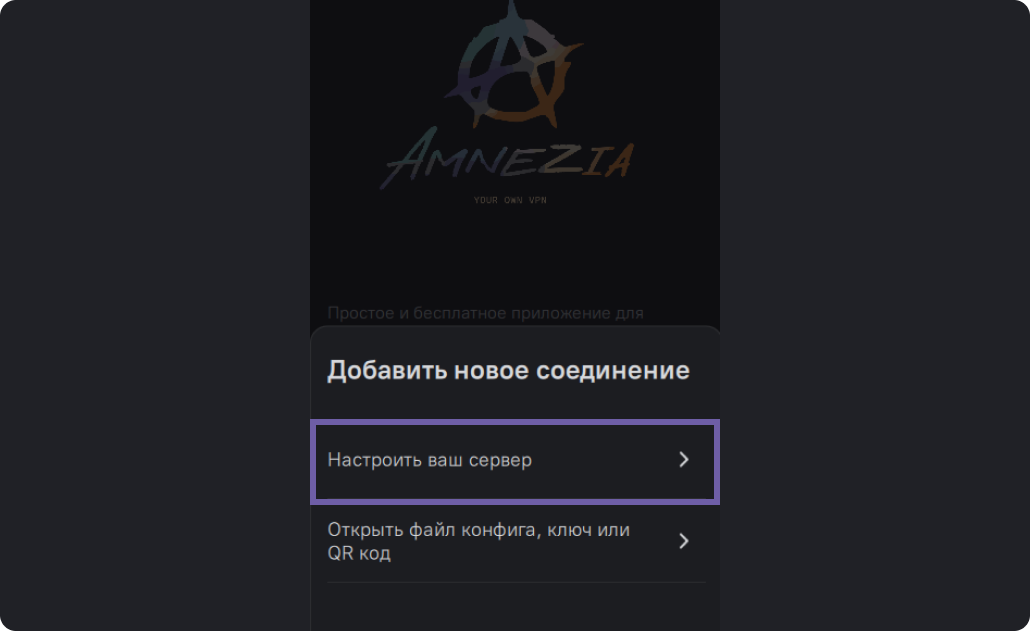 AMNEZIA
YOUR OWN VPN
Простое и бесплатное приложение для
Добавить новое соединение
Настроить ваш сервер
Открыть файл конфига, ключ или
QR код